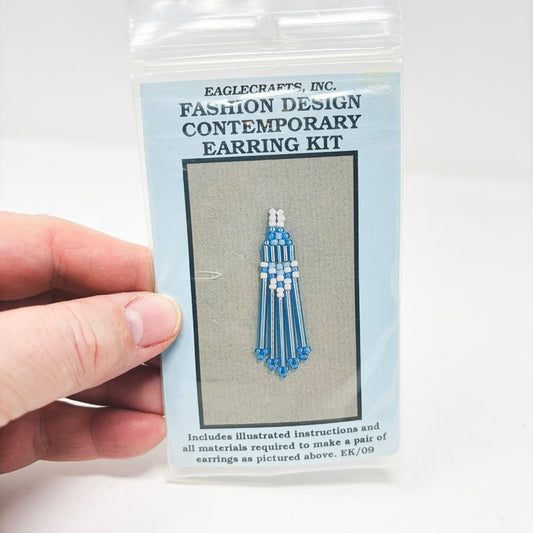 EAGLECRAFTS, INC.
FASHION DESIGN
CONTEMPORARY
EARRING KIT
Includes illustrated instructions and
all materials required to make a pair of
earrings as pictured above. EK/09